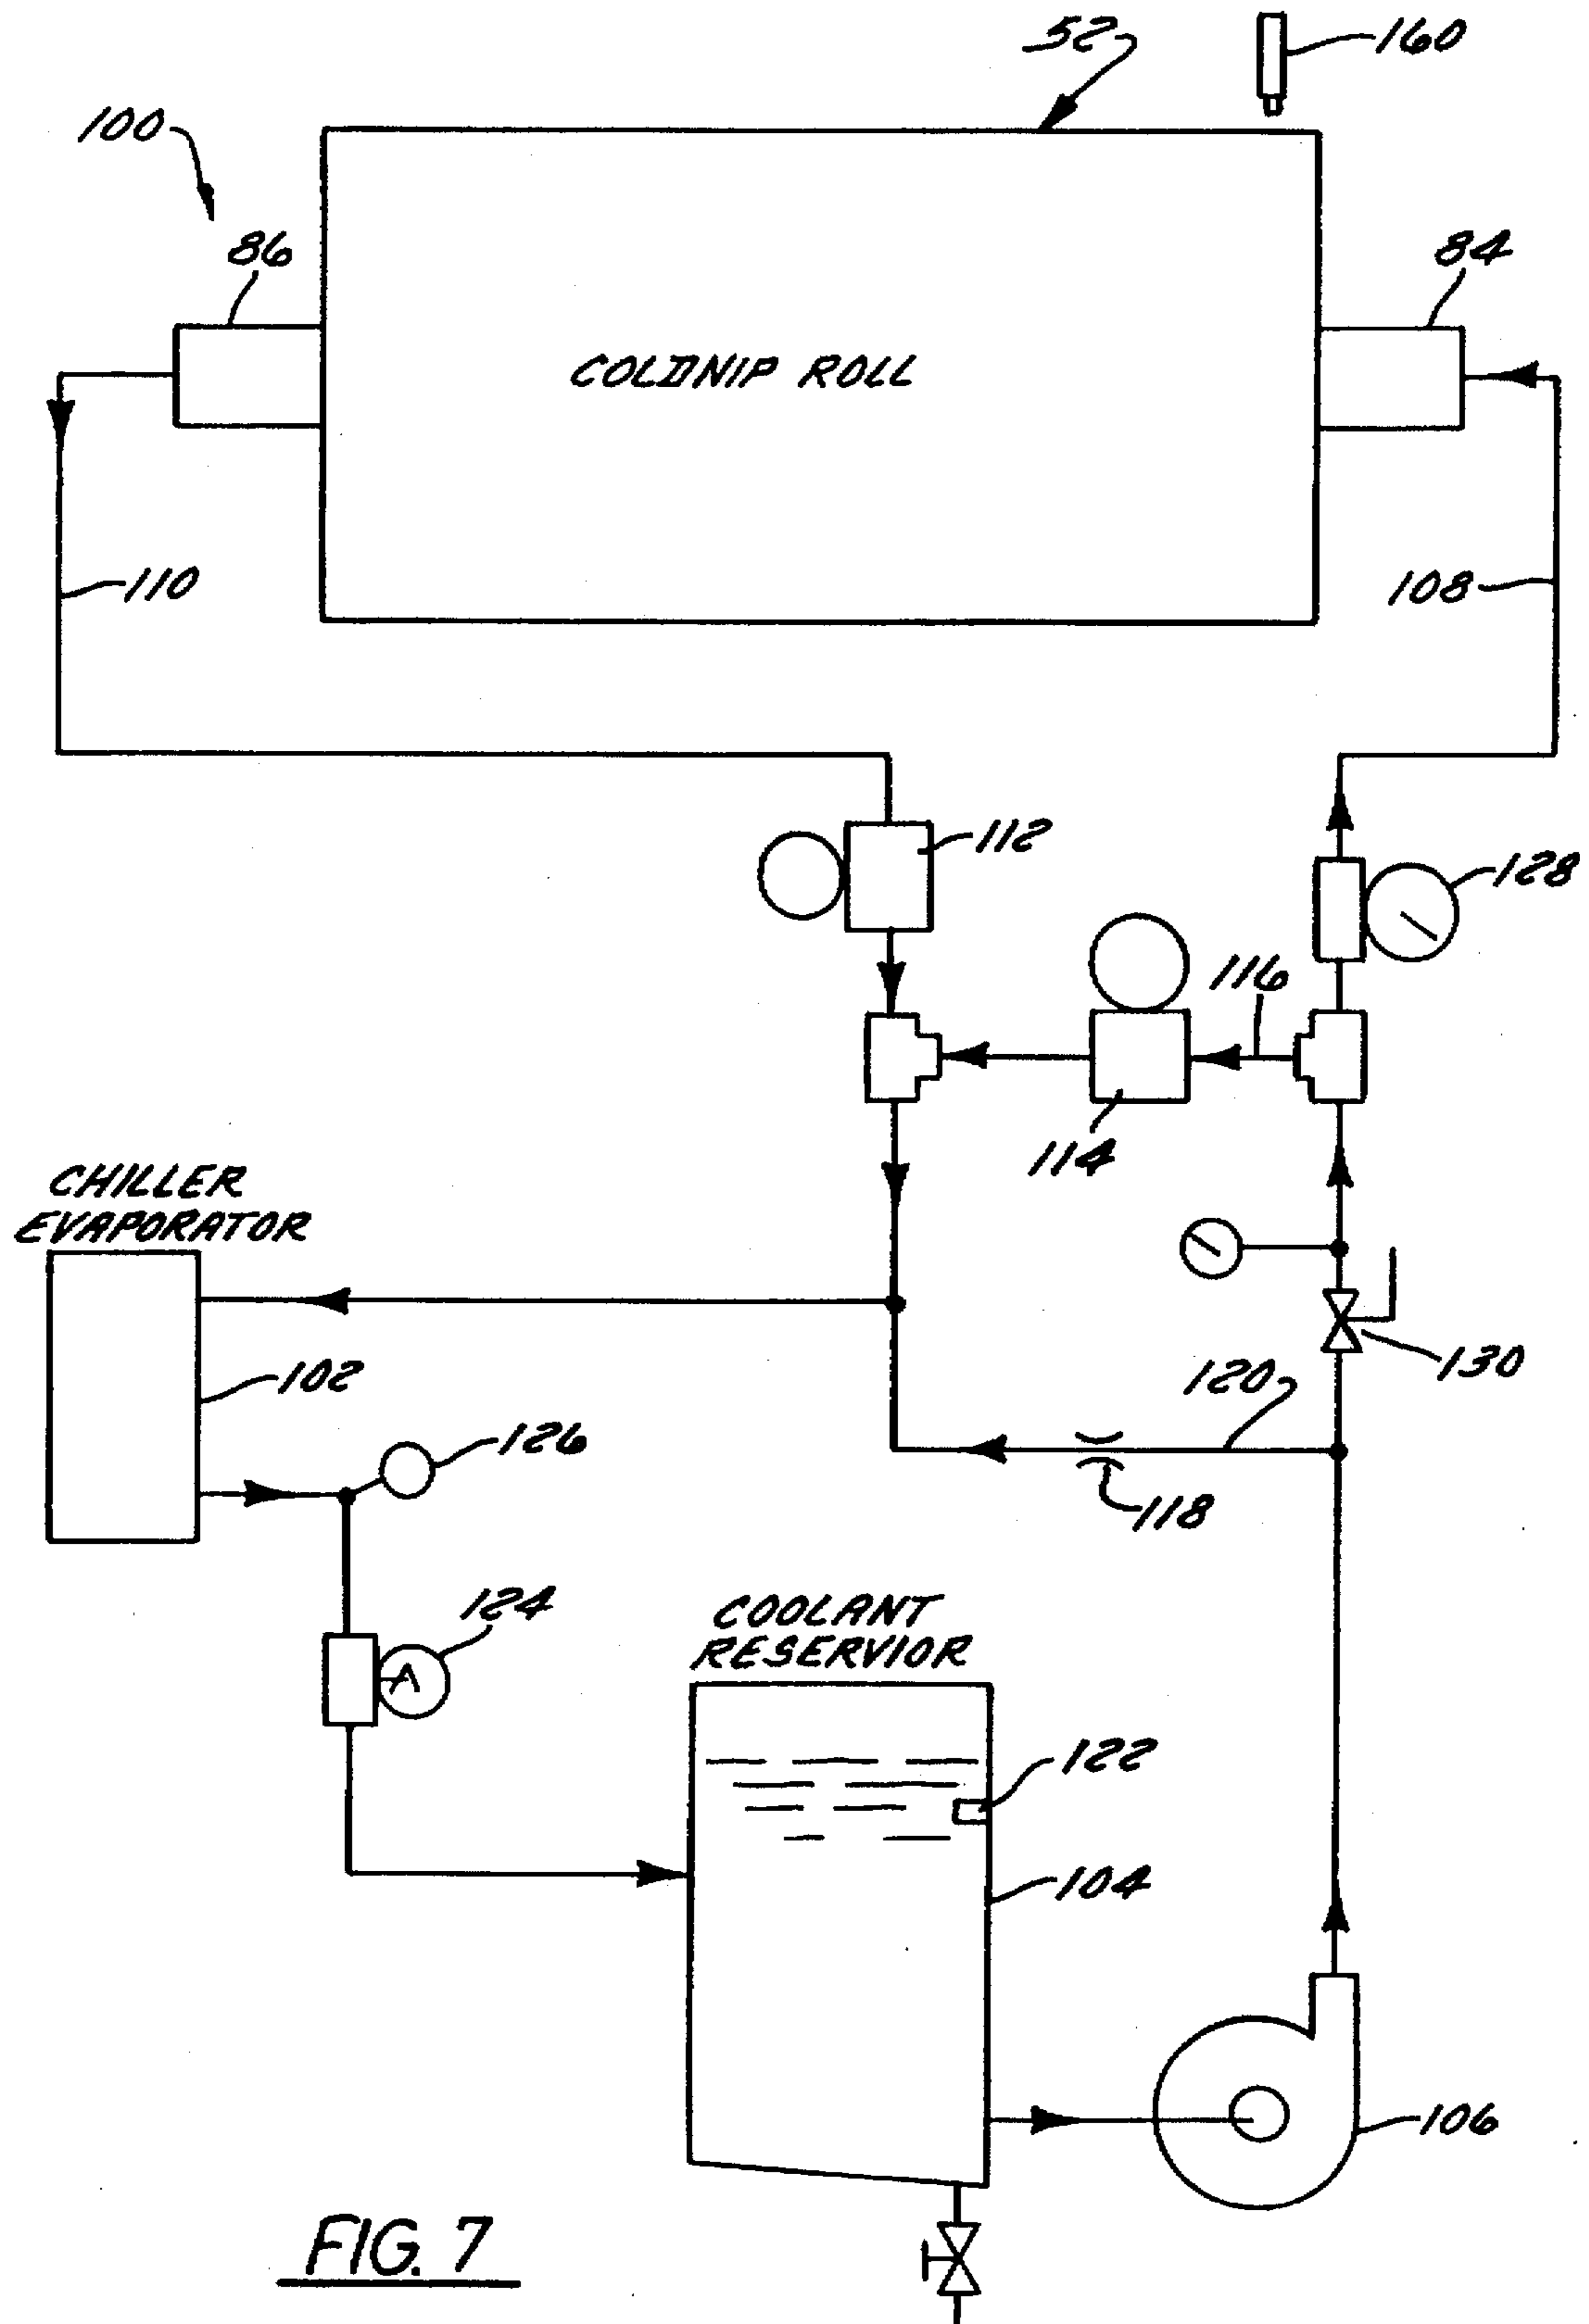 52
160
100
86
84
COLDNIP ROLL
110
108
112
128
116
114
CHILLER
EVAPORATOR
102
130
120
126
118
124
COOLANT
RESERVIOR
A
122
104
106
FIG. 7